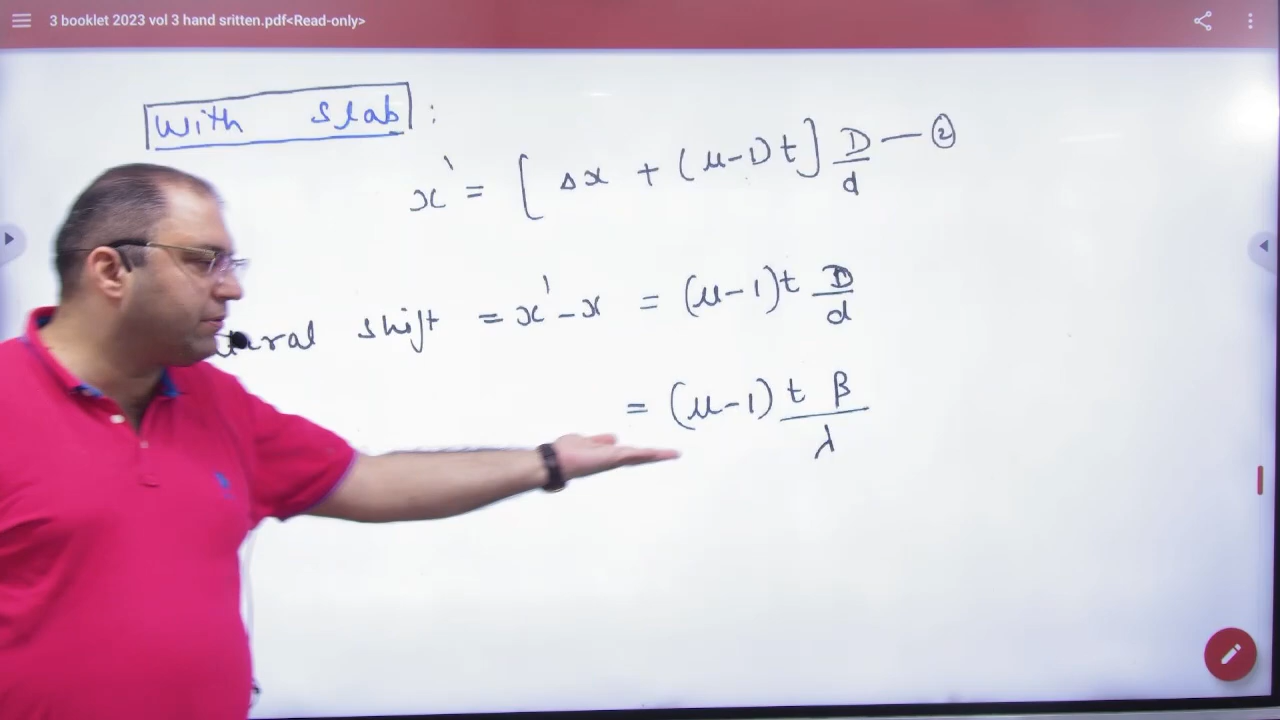 3 booklet 2023 vol 3 hand sritten.pdf<Read-only>
With Slab :
x' = [ Δx + (μ-1) t ] D/d — ②
shift = x' - x = (μ-1) t D/d
= (μ-1) t β/λ